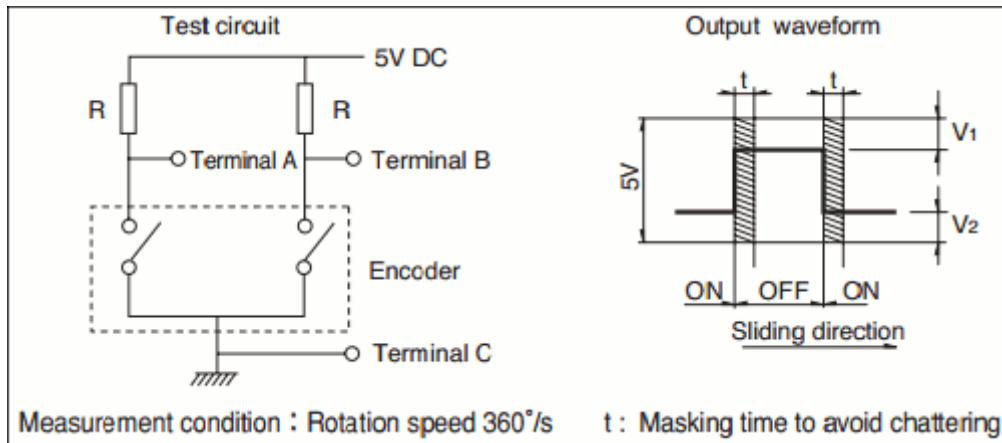 Test circuit
5V DC
R
R
Terminal A
Terminal B
Encoder
Terminal C
Output waveform
t
t
V1
5V
V2
ON OFF ON
Sliding direction
Measurement condition : Rotation speed 360°/s t : Masking time to avoid chattering